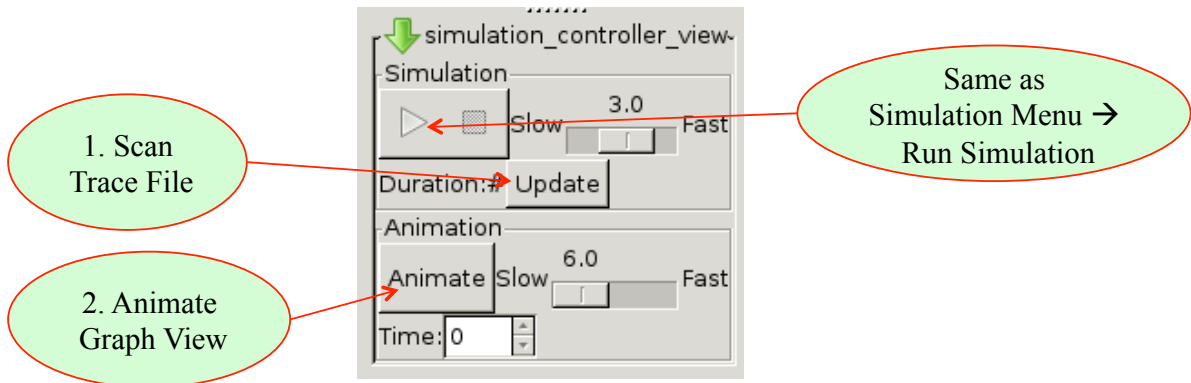 simulation_controller_view
Simulation
3.0
Slow
Fast
Duration:# Update
Animation
6.0
Animate Slow
Fast
Time: 0
1. Scan
Trace File
2. Animate
Graph View
Same as
Simulation Menu →
Run Simulation